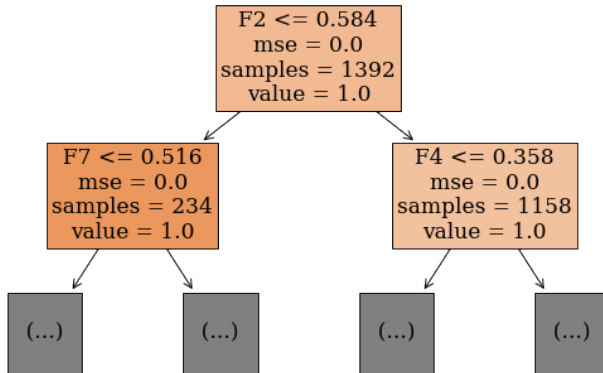 F2 <= 0.584
mse = 0.0
samples = 1392
value = 1.0
F7 <= 0.516
mse = 0.0
samples = 234
value = 1.0
F4 <= 0.358
mse = 0.0
samples = 1158
value = 1.0
(...)
(...)
(...)
(...)